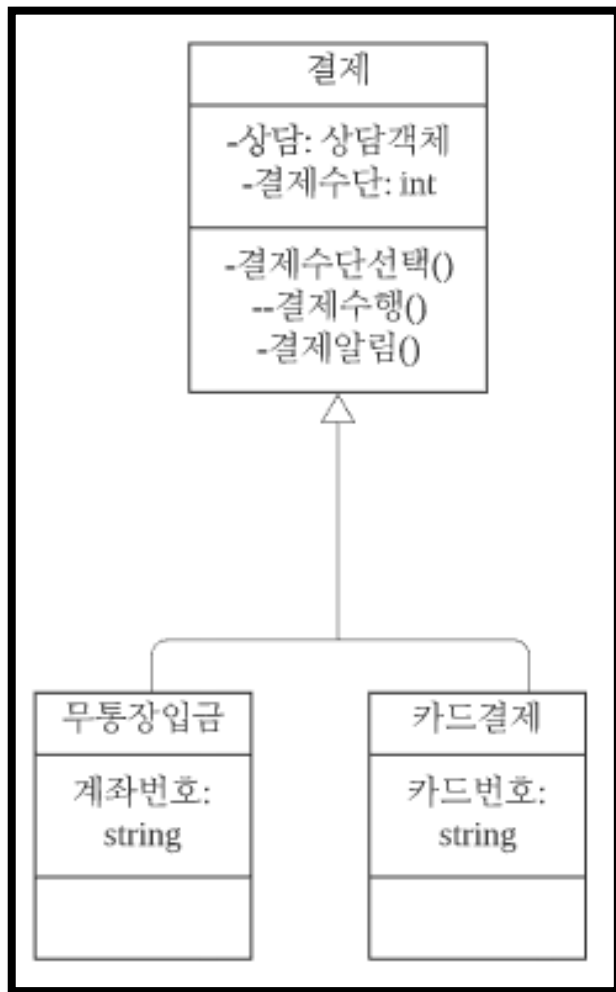 결제
-상담: 상담객체
-결제수단: int
-결제수단선택()
--결제수행()
-결제알림()
무통장입금
계좌번호:
string
카드결제
카드번호:
string